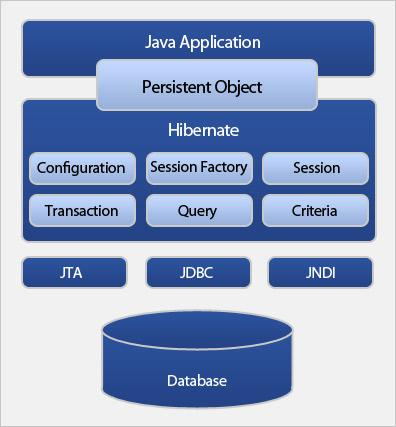 Java Application
Persistent Object
Hibernate
Configuration
Session Factory
Session
Transaction
Query
Criteria
JTA
JDBC
JNDI
Database